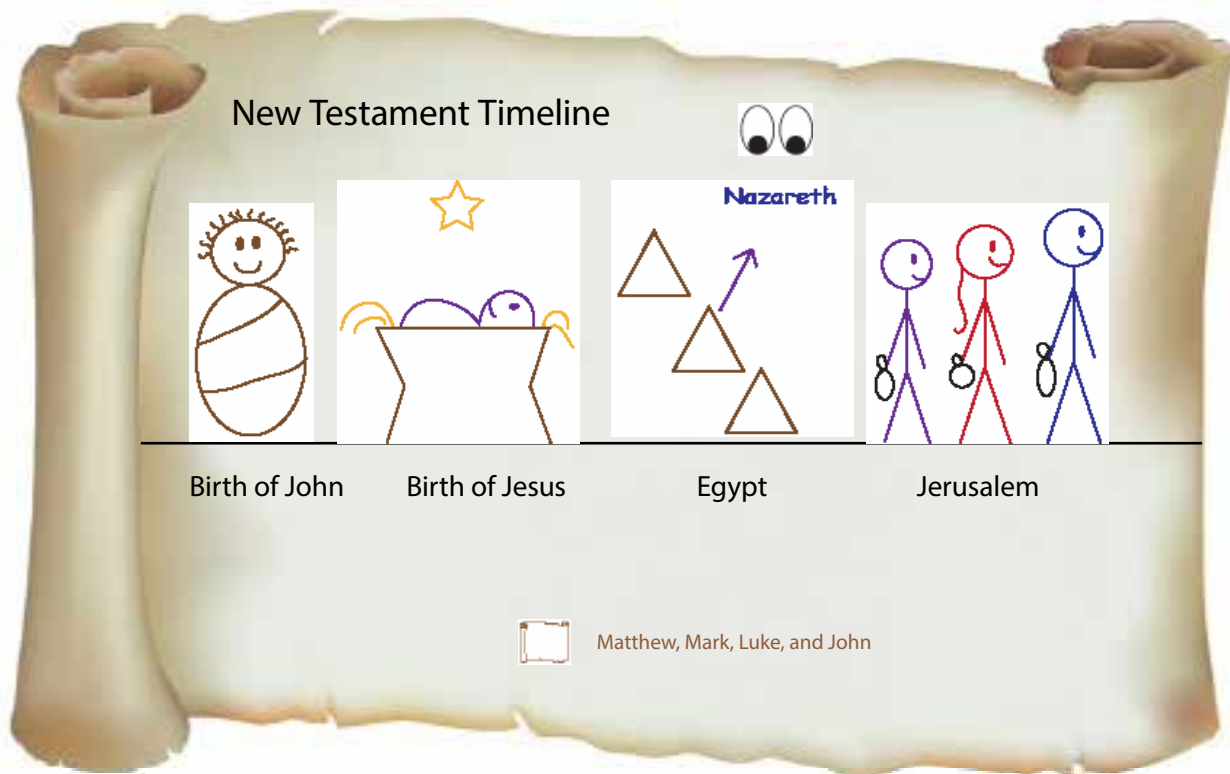 New Testament Timeline
Nazareth
Birth of John
Birth of Jesus
Egypt
Jerusalem
Matthew, Mark, Luke, and John